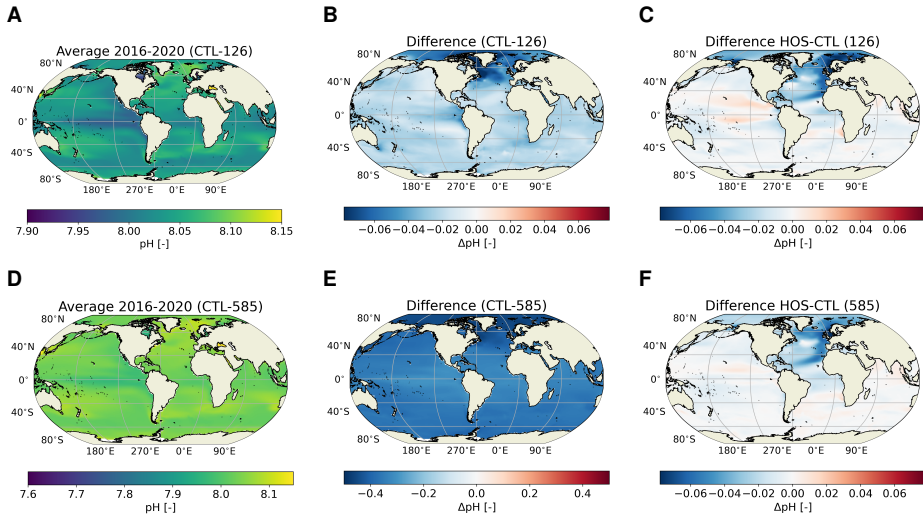 A
B
C
Average 2016-2020 (CTL-126)
Difference (CTL-126)
Difference HOS-CTL (126)
80°N
80°N
80°N
40°N
40°N
40°N
0°
0°
0°
40°S
40°S
40°S
80°S
80°S
80°S
180°E 270°E 0°E 90°E
180°E 270°E 0°E 90°E
180°E 270°E 0°E 90°E
7.90 7.95 8.00 8.05 8.10 8.15
−0.06 −0.04 −0.02 0.00 0.02 0.04 0.06
−0.06 −0.04 −0.02 0.00 0.02 0.04 0.06
pH [-]
ΔpH [-]
ΔpH [-]
D
E
F
Average 2016-2020 (CTL-585)
Difference (CTL-585)
Difference HOS-CTL (585)
80°N
80°N
80°N
40°N
40°N
40°N
0°
0°
0°
40°S
40°S
40°S
80°S
80°S
80°S
180°E 270°E 0°E 90°E
180°E 270°E 0°E 90°E
180°E 270°E 0°E 90°E
7.6 7.7 7.8 7.9 8.0 8.1
−0.4 −0.2 0.0 0.2 0.4
−0.06 −0.04 −0.02 0.00 0.02 0.04 0.06
pH [-]
ΔpH [-]
ΔpH [-]